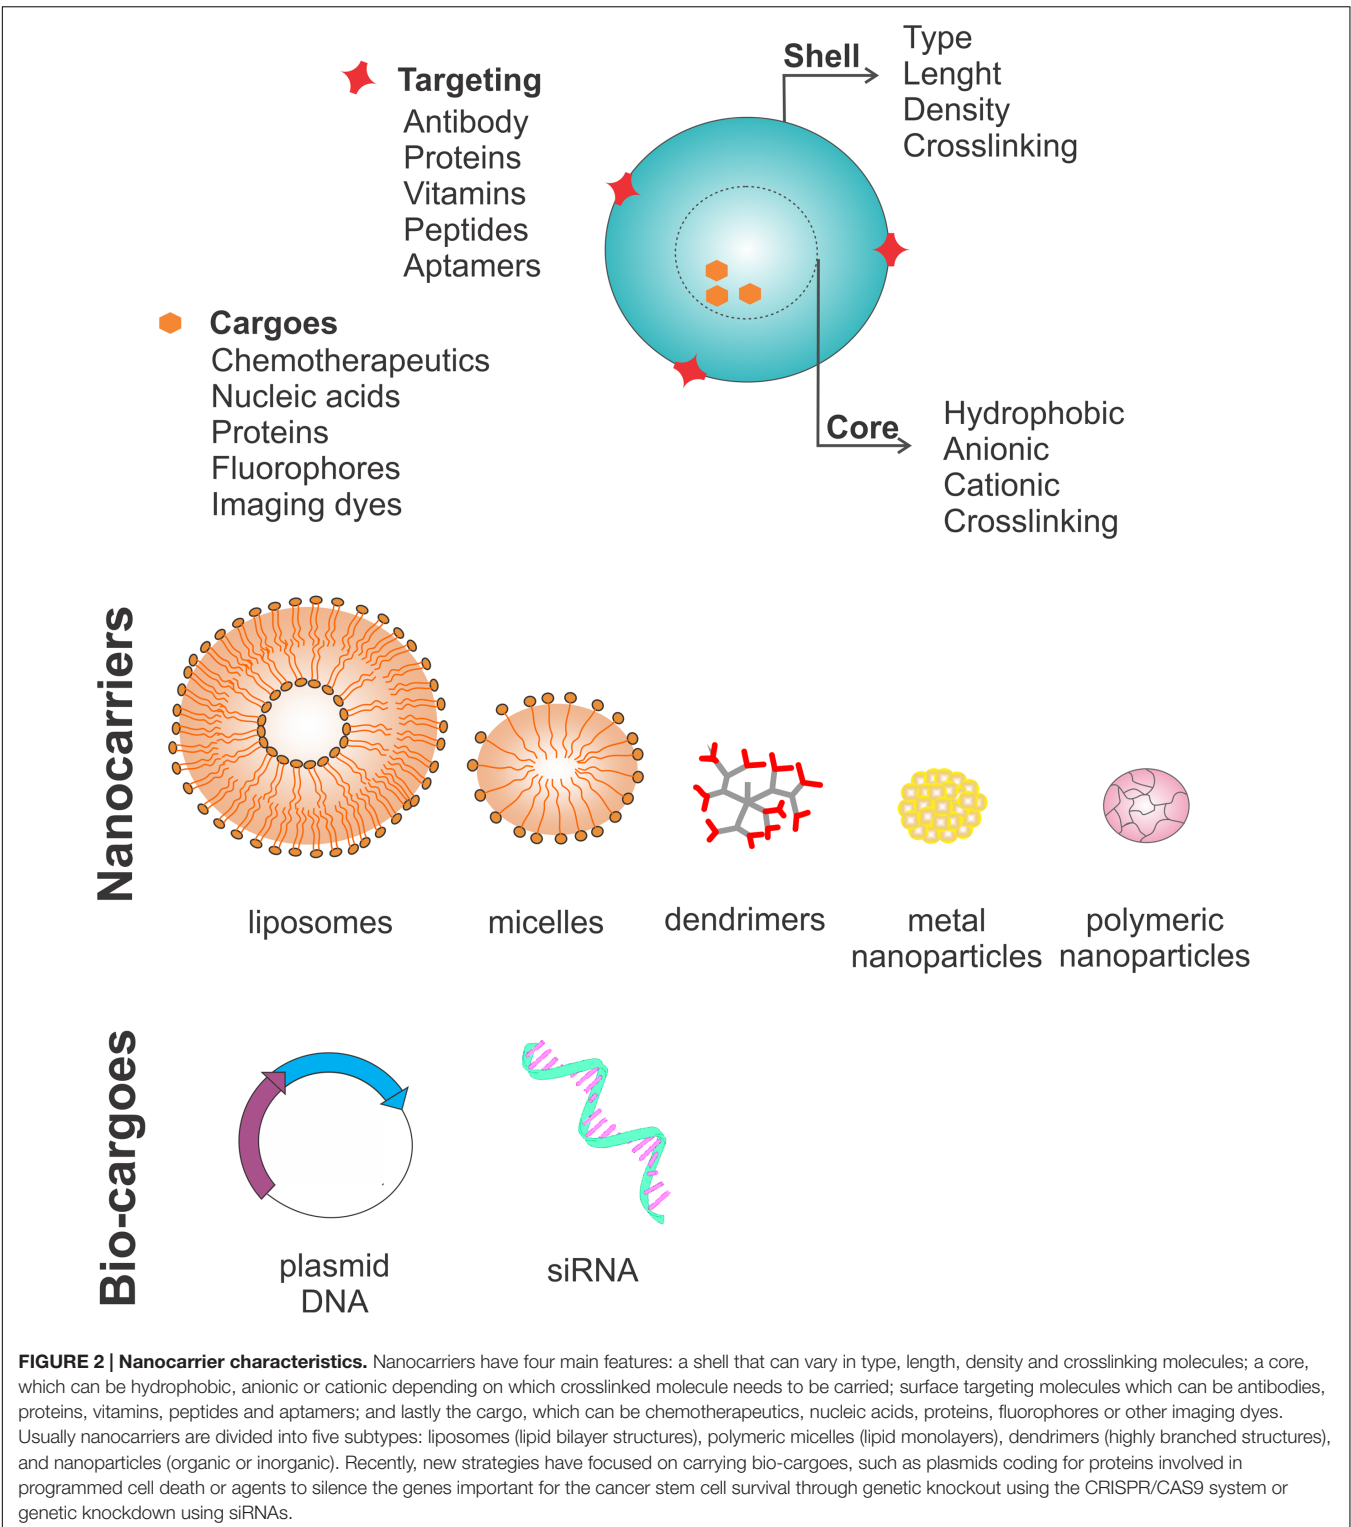 Targeting
Antibody
Proteins
Vitamins
Peptides
Aptamers
Shell
Type
Lenght
Density
Crosslinking
Cargoes
Chemotherapeutics
Nucleic acids
Proteins
Fluorophores
Imaging dyes
Core
Hydrophobic
Anionic
Cationic
Crosslinking
Nanocarriers
liposomes
micelles
dendrimers
metal
nanoparticles
polymeric
nanoparticles
Bio-cargoes
plasmid
DNA
siRNA
FIGURE 2 | Nanocarrier characteristics. Nanocarriers have four main features: a shell that can vary in type, length, density and crosslinking molecules; a core,
which can be hydrophobic, anionic or cationic depending on which crosslinked molecule needs to be carried; surface targeting molecules which can be antibodies,
proteins, vitamins, peptides and aptamers; and lastly the cargo, which can be chemotherapeutics, nucleic acids, proteins, fluorophores or other imaging dyes.
Usually nanocarriers are divided into five subtypes: liposomes (lipid bilayer structures), polymeric micelles (lipid monolayers), dendrimers (highly branched structures),
and nanoparticles (organic or inorganic). Recently, new strategies have focused on carrying bio-cargoes, such as plasmids coding for proteins involved in
programmed cell death or agents to silence the genes important for the cancer stem cell survival through genetic knockout using the CRISPR/CAS9 system or
genetic knockdown using siRNAs.